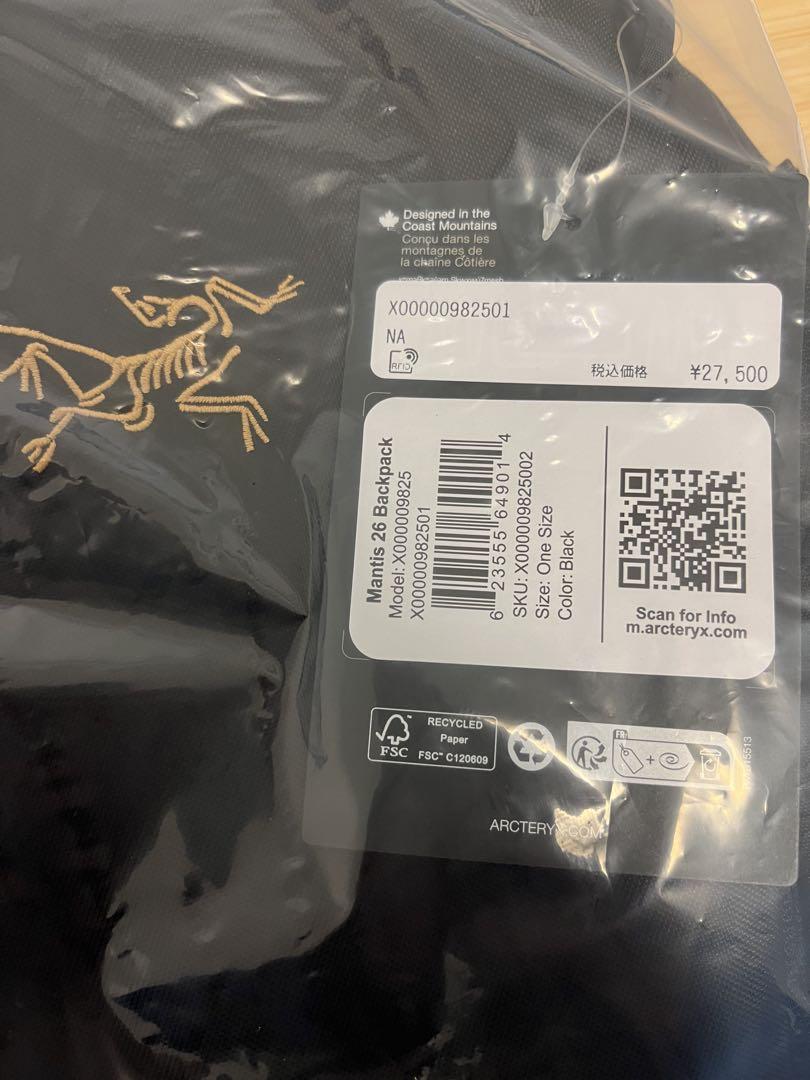 Designed in the
Coast Mountains
Conçu dans les
montagnes de
la chaîne Côtière
X00000982501
NA
RFID
税込価格 ¥27,500
Mantis 26 Backpack
Model: X000009825
X00000982501
6 23555 64901 4
SKU: X000009825002
Size: One Size
Color: Black
Scan for Info
m.arcteryx.com
FSC
RECYCLED
Paper
FSC™ C120609
FR
+
ARCTERYX.COM